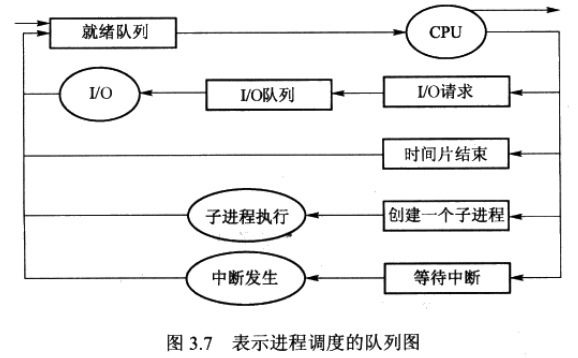 就绪队列
CPU
I/O
I/O队列
I/O请求
时间片结束
子进程执行
创建一个子进程
中断发生
等待中断
图 3.7 表示进程调度的队列图